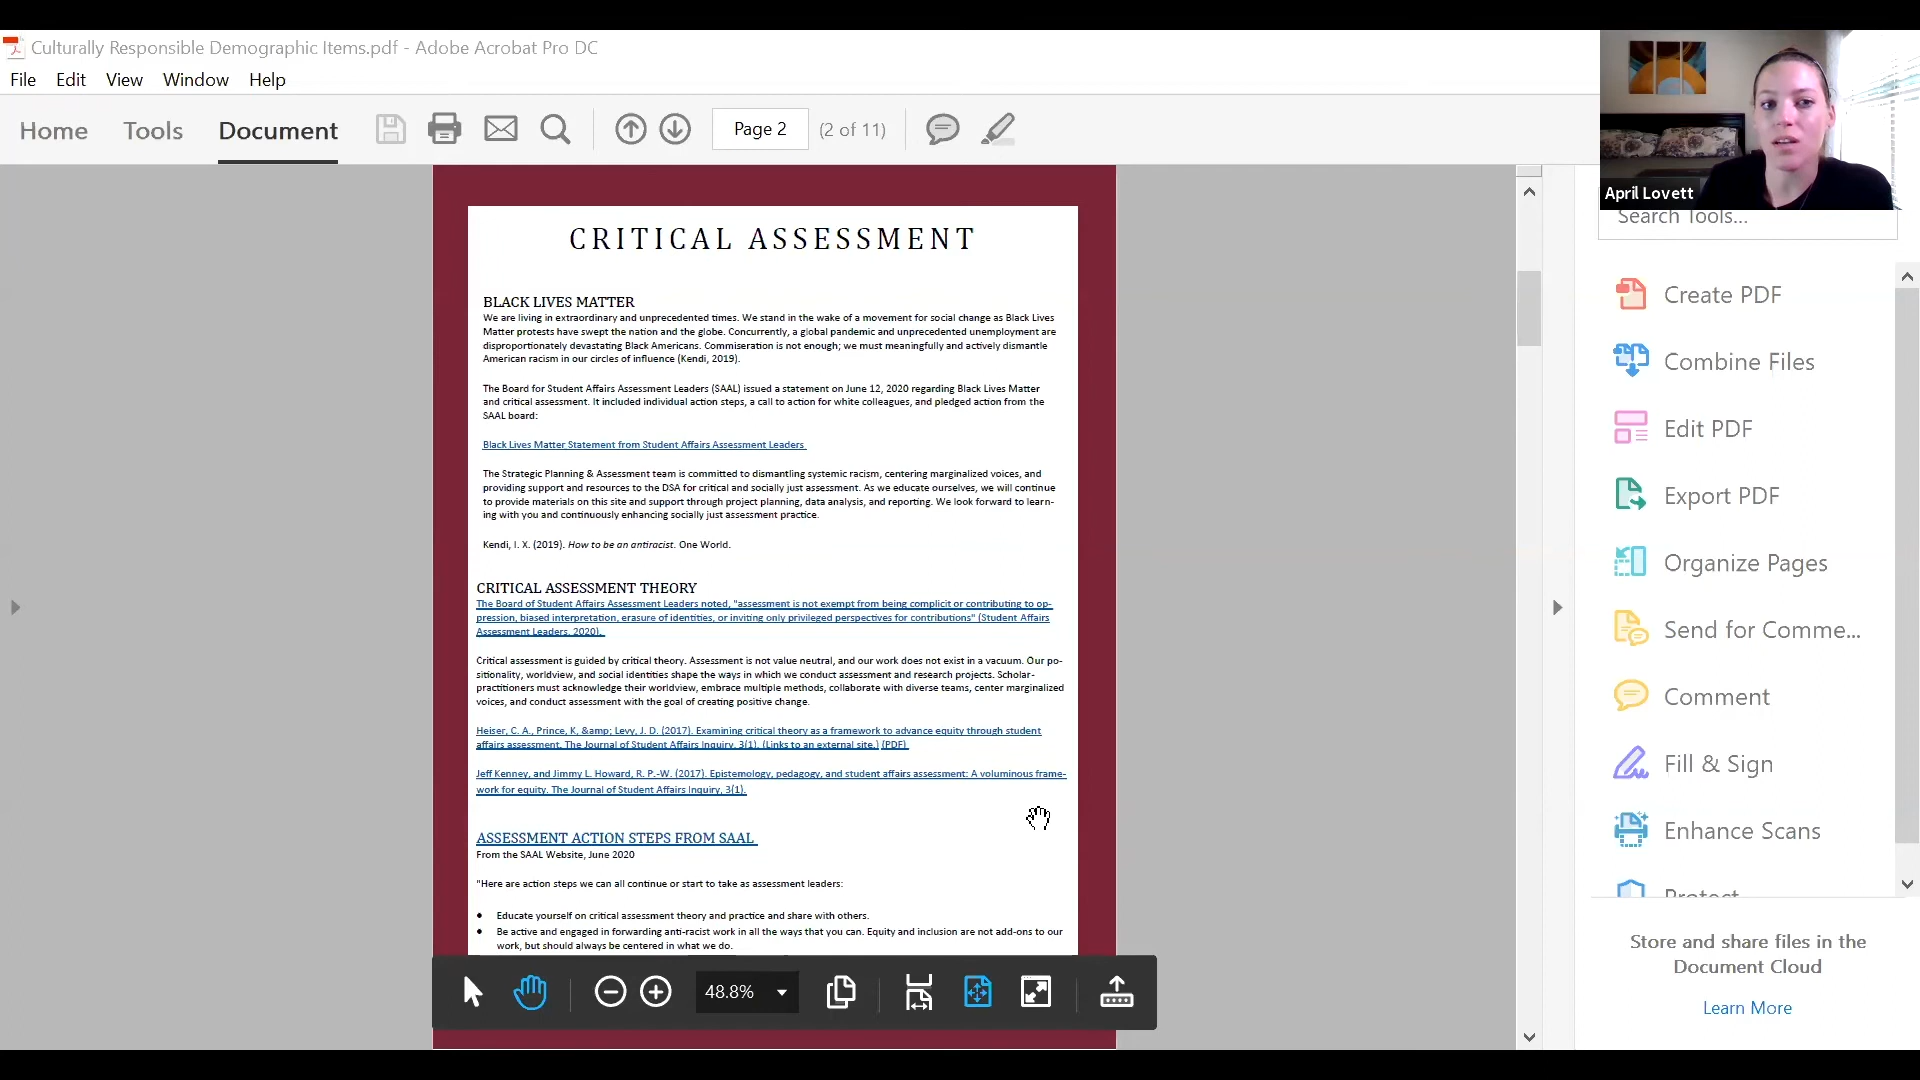 Culturally Responsible Demographic Items.pdf - Adobe Acrobat Pro DC
File Edit View Window Help
Home Tools Document Page 2 (2 of 11)
April Lovett
Search Tools...
CRITICAL ASSESSMENT
BLACK LIVES MATTER
We are living in extraordinary and unprecedented times. We stand in the wake of a movement for social change as Black Lives
Matter protests have swept the nation and the globe. Concurrently, a global pandemic and unprecedented unemployment are
disproportionately devastating Black Americans. Commiseration is not enough; we must meaningfully and actively dismantle
American racism in our circles of influence (Kendi, 2019).
The Board for Student Affairs Assessment Leaders (SAAL) issued a statement on June 12, 2020 regarding Black Lives Matter
and critical assessment. It included individual action steps, a call to action for white colleagues, and pledged action from the
SAAL board:
Black Lives Matter Statement from Student Affairs Assessment Leaders
The Strategic Planning & Assessment team is committed to dismantling systemic racism, centering marginalized voices, and
providing support and resources to the DSA for critical and socially just assessment. As we educate ourselves, we will continue
to provide materials on this site and support through project planning, data analysis, and reporting. We look forward to learn-
ing with you and continuously enhancing socially just assessment practice.
Kendi, I. X. (2019). How to be an antiracist. One World.
CRITICAL ASSESSMENT THEORY
The Board of Student Affairs Assessment Leaders noted, "assessment is not exempt from being complicit or contributing to op-
pression, biased interpretation, erasure of identities, or inviting only privileged perspectives for contributions" (Student Affairs
Assessment Leaders, 2020).
Critical assessment is guided by critical theory. Assessment is not value neutral, and our work does not exist in a vacuum. Our po-
sitionality, worldview, and social identities shape the ways in which we conduct assessment and research projects. Scholar-
practitioners must acknowledge their worldview, embrace multiple methods, collaborate with diverse teams, center marginalized
voices, and conduct assessment with the goal of creating positive change.
Heiser, C. A., Prince, K, &amp; Levy, J. D. (2017). Examining critical theory as a framework to advance equity through student
affairs assessment. The Journal of Student Affairs Inquiry, 3(1). (Links to an external site.) (PDF)
Jeff Kenney, and Jimmy L. Howard, R. P.-W. (2017). Epistemology, pedagogy, and student affairs assessment: A voluminous frame-
work for equity. The Journal of Student Affairs Inquiry, 3(1).
ASSESSMENT ACTION STEPS FROM SAAL
From the SAAL Website, June 2020
"Here are action steps we can all continue or start to take as assessment leaders:
• Educate yourself on critical assessment theory and practice and share with others.
• Be active and engaged in forwarding anti-racist work in all the ways that you can. Equity and inclusion are not add-ons to our
work, but should always be centered in what we do.
48.8%
Create PDF
Combine Files
Edit PDF
Export PDF
Organize Pages
Send for Comme...
Comment
Fill & Sign
Enhance Scans
Protect
Store and share files in the
Document Cloud
Learn More